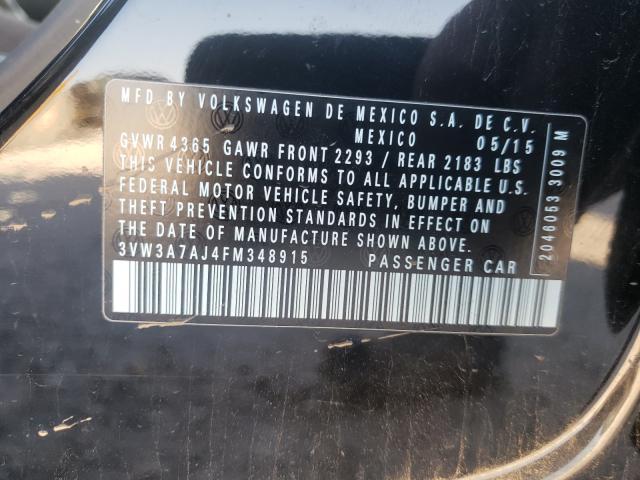 MFD BY VOLKSWAGEN DE MEXICO S.A. DE C.V.
MEXICO 05/15
GVWR 4365 GAWR FRONT 2293 / REAR 2183 LBS
THIS VEHICLE CONFORMS TO ALL APPLICABLE U.S.
FEDERAL MOTOR VEHICLE SAFETY, BUMPER AND
THEFT PREVENTION STANDARDS IN EFFECT ON
THE DATE OF MANUFACTURE SHOWN ABOVE.
3VW3A7AJ4FM348915 PASSENGER CAR
2046063 3009 M